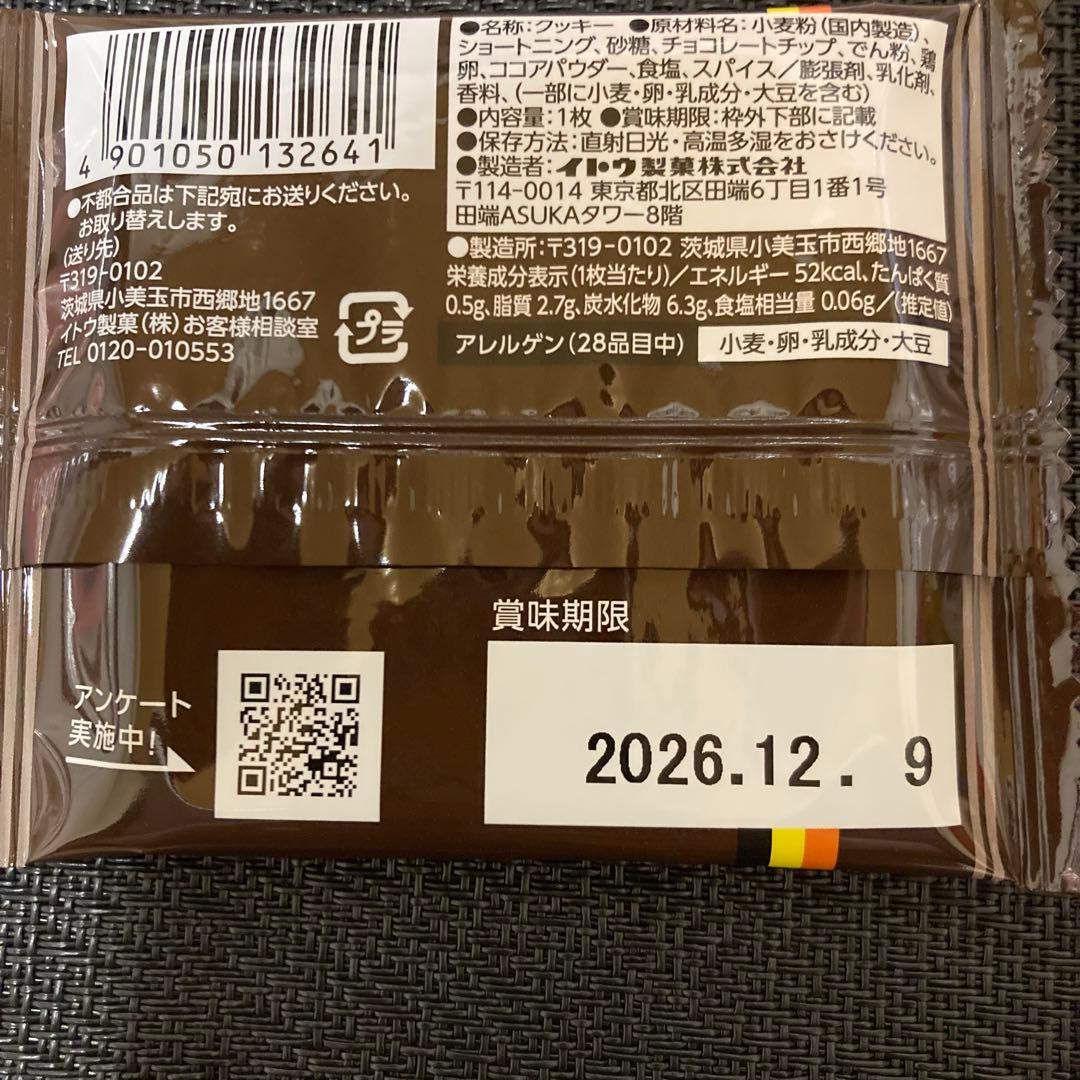 4 901050 132641
●不都合品は下記宛にお送りください。
お取り替えします。
(送り先)
〒319-0102
茨城県小美玉市西郷地1667
イトウ製菓(株)お客様相談室
TEL 0120-010553
プラ
●名称:クッキー ●原材料名:小麦粉(国内製造)、
ショートニング、砂糖、チョコレートチップ、でん粉、鶏
卵、ココアパウダー、食塩、スパイス/膨張剤、乳化剤、
香料、(一部に小麦・卵・乳成分・大豆を含む)
●内容量:1枚 ●賞味期限:枠外下部に記載
●保存方法:直射日光・高温多湿をおさけください。
●製造者:イトウ製菓株式会社
〒114-0014 東京都北区田端6丁目1番1号
田端ASUKAタワー8階
●製造所:〒319-0102 茨城県小美玉市西郷地1667
栄養成分表示(1枚当たり)/エネルギー 52kcal、たんぱく質
0.5g、脂質 2.7g、炭水化物 6.3g、食塩相当量 0.06g/(推定値)
アレルゲン(28品目中) 小麦・卵・乳成分・大豆
賞味期限
2026.12. 9
アンケート
実施中!